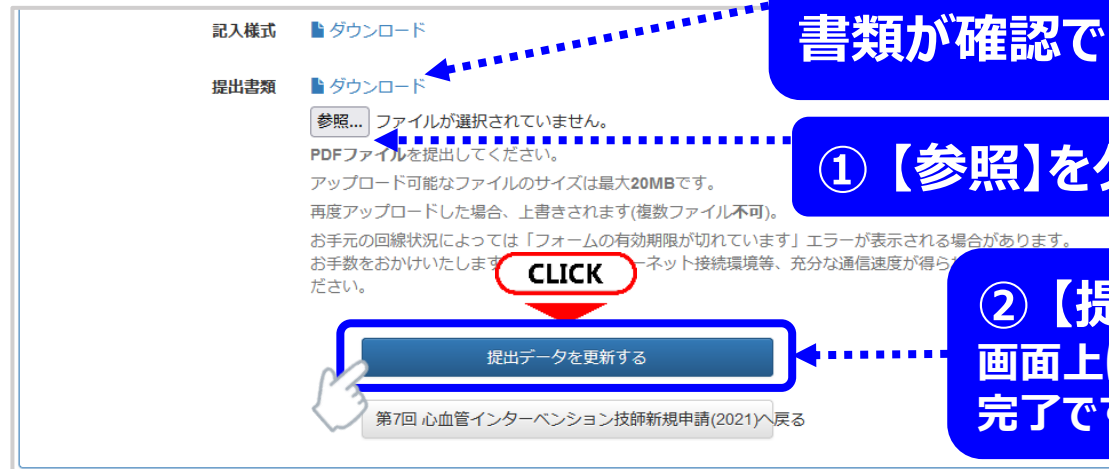 書類が確認で
記入様式 ダウンロード
提出書類 ダウンロード
参照... ファイルが選択されていません。
①【参照】を
PDFファイルを提出してください。
アップロード可能なファイルのサイズは最大20MBです。
再度アップロードした場合、上書きされます(複数ファイル不可)。
お手元の回線状況によっては「フォームの有効期限が切れています」エラーが表示される場合があります。
お手数をおかけいたしま ーネット接続環境等、充分な通信速度が得ら
ださい。
CLICK
②【提
画面上
完了で
提出データを更新する
第7回 心血管インターベンション技師新規申請(2021)へ戻る